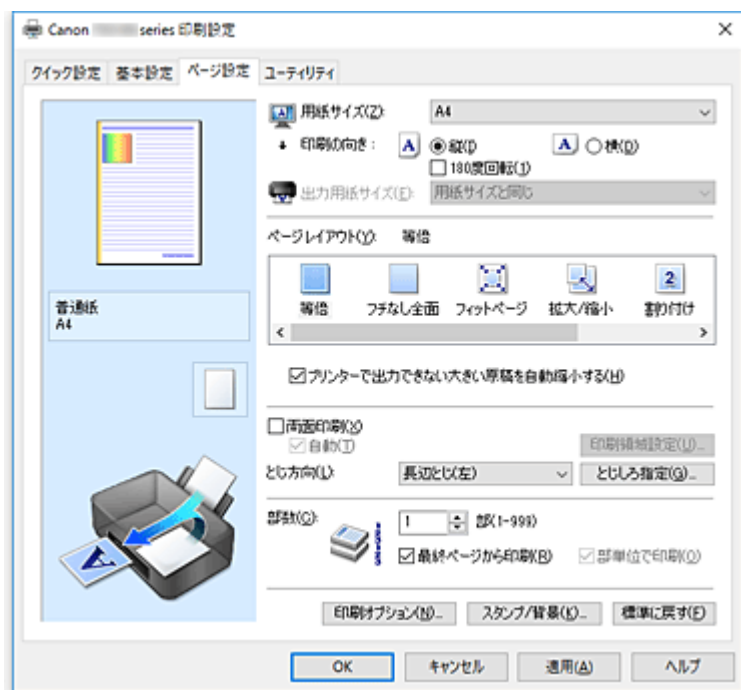 Canon series 印刷設定
クイック設定 基本設定 ページ設定 ユーティリティ
用紙サイズ(Z): A4
印刷の向き: A 縦(I) A 横(D)
180度回転(1)
出力用紙サイズ(E): 用紙サイズと同じ
ページレイアウト(Y): 等倍
等倍 フチなし全面 フィットページ 拡大/縮小 2 割り付け
普通紙
A4
プリンターで出力できない大きい原稿を自動縮小する(H)
両面印刷(X)
自動(T) 印刷領域設定(U)...
とじ方向(L): 長辺とじ(左) とじしろ指定(G)...
部数(C): 1 部(1-999)
最終ページから印刷(R) 部単位で印刷(O)
A
印刷オプション(N)... スタンプ/背景(K)... 標準に戻す(F)
OK キャンセル 適用(A) ヘルプ